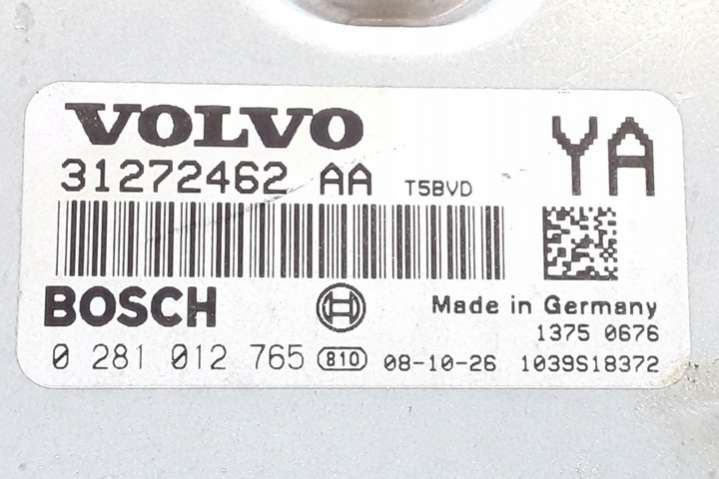 VOLVO
YA
31272462 AA T5BVD
BOSCH
Made in Germany
1375 0676
0 281 012 765 810 08-10-26 1039S18372